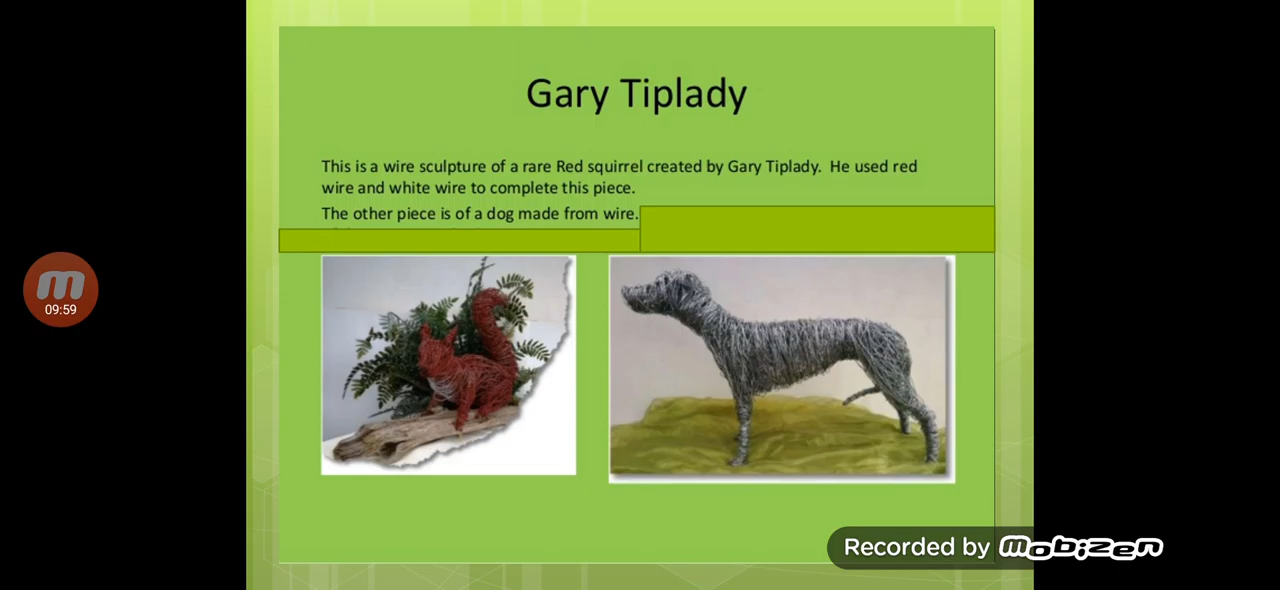 Gary Tiplady
This is a wire sculpture of a rare Red squirrel created by Gary Tiplady. He used red
wire and white wire to complete this piece.
The other piece is of a dog made from wire.
09:59
Recorded by mobizen